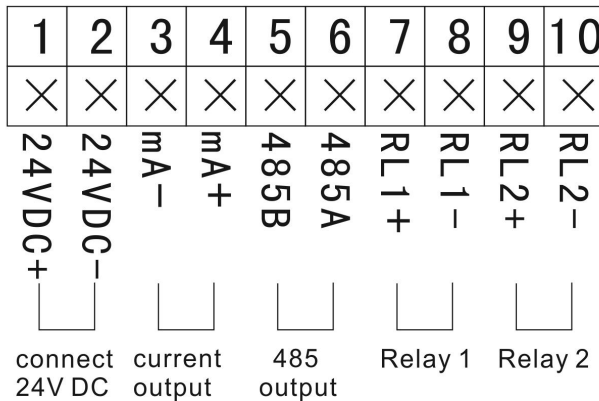 1 2 3 4 5 6 7 8 9 10
24VDC+ 24VDC- mA- mA+ 485B 485A RL1+ RL1- RL2+ RL2-
connect current 485 Relay 1 Relay 2
24V DC output output